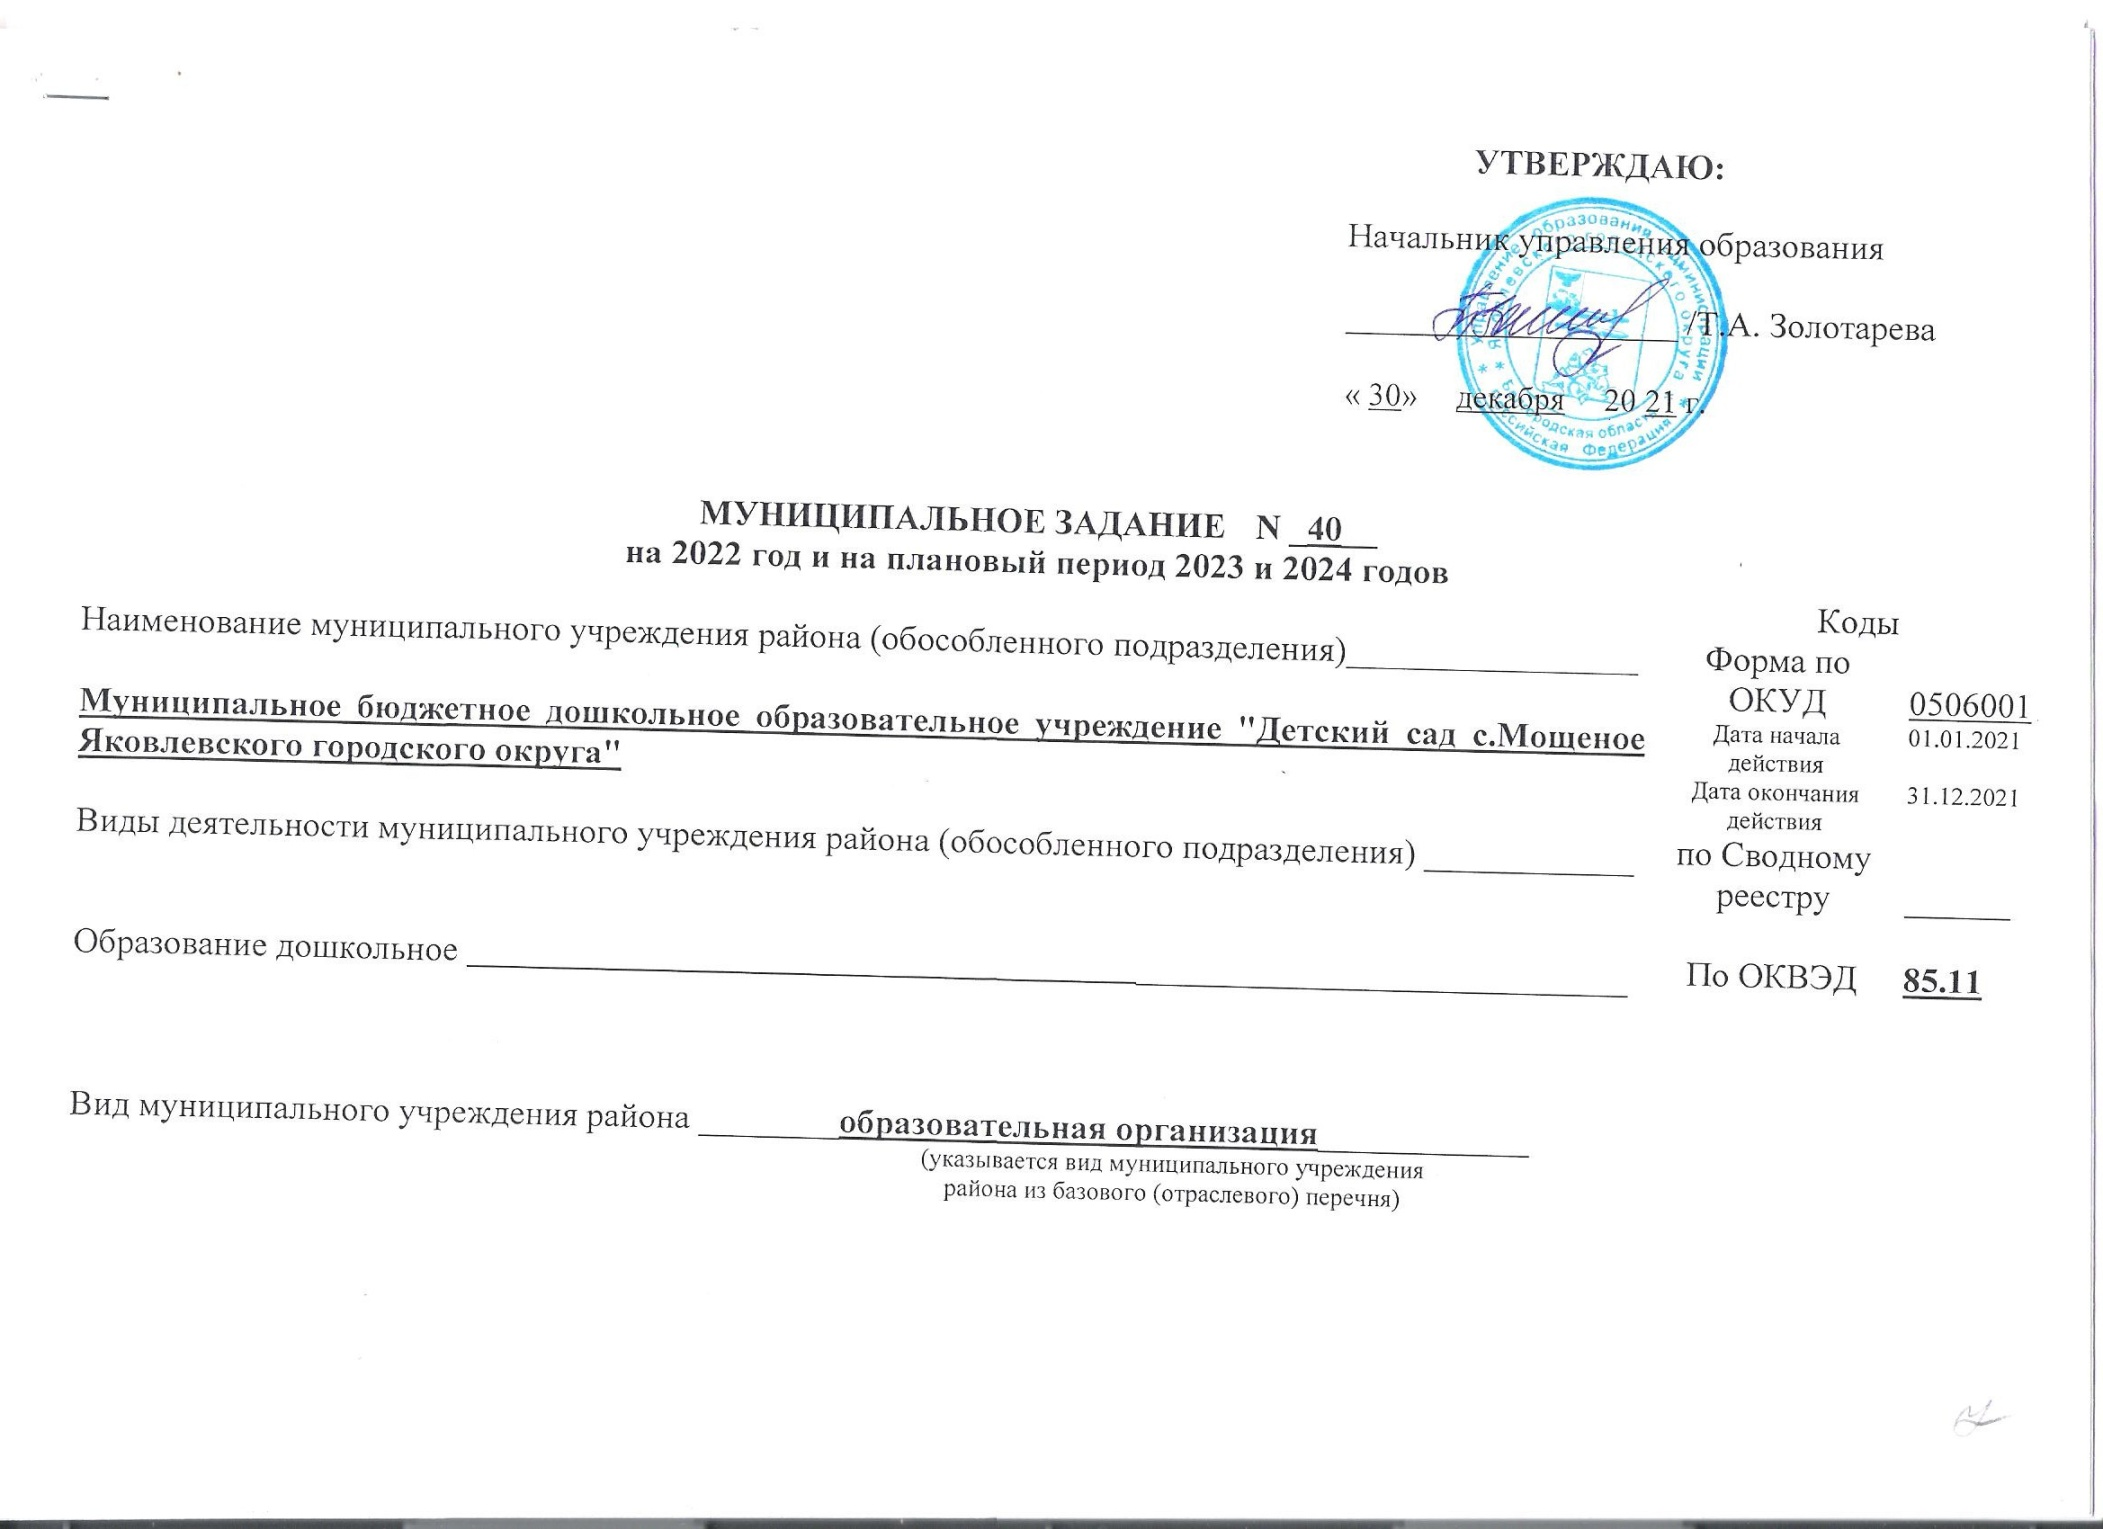 УТВЕРЖДАЮ:
Начальник управления образования
/Т.А. Золотарева
« 30» декабря 20 21 г.
МУНИЦИПАЛЬНОЕ ЗАДАНИЕ N 40
на 2022 год и на плановый период 2023 и 2024 годов
Наименование муниципального учреждения района (обособленного подразделения)
Муниципальное бюджетное дошкольное образовательное учреждение "Детский сад с.Мощеное
Яковлевского городского округа"
Виды деятельности муниципального учреждения района (обособленного подразделения)
Образование дошкольное
Коды
Форма по
ОКУД 0506001
Дата начала 01.01.2021
действия
Дата окончания 31.12.2021
действия
по Сводному
реестру
По ОКВЭД 85.11
Вид муниципального учреждения района образовательная организация
(указывается вид муниципального учреждения
района из базового (отраслевого) перечня)